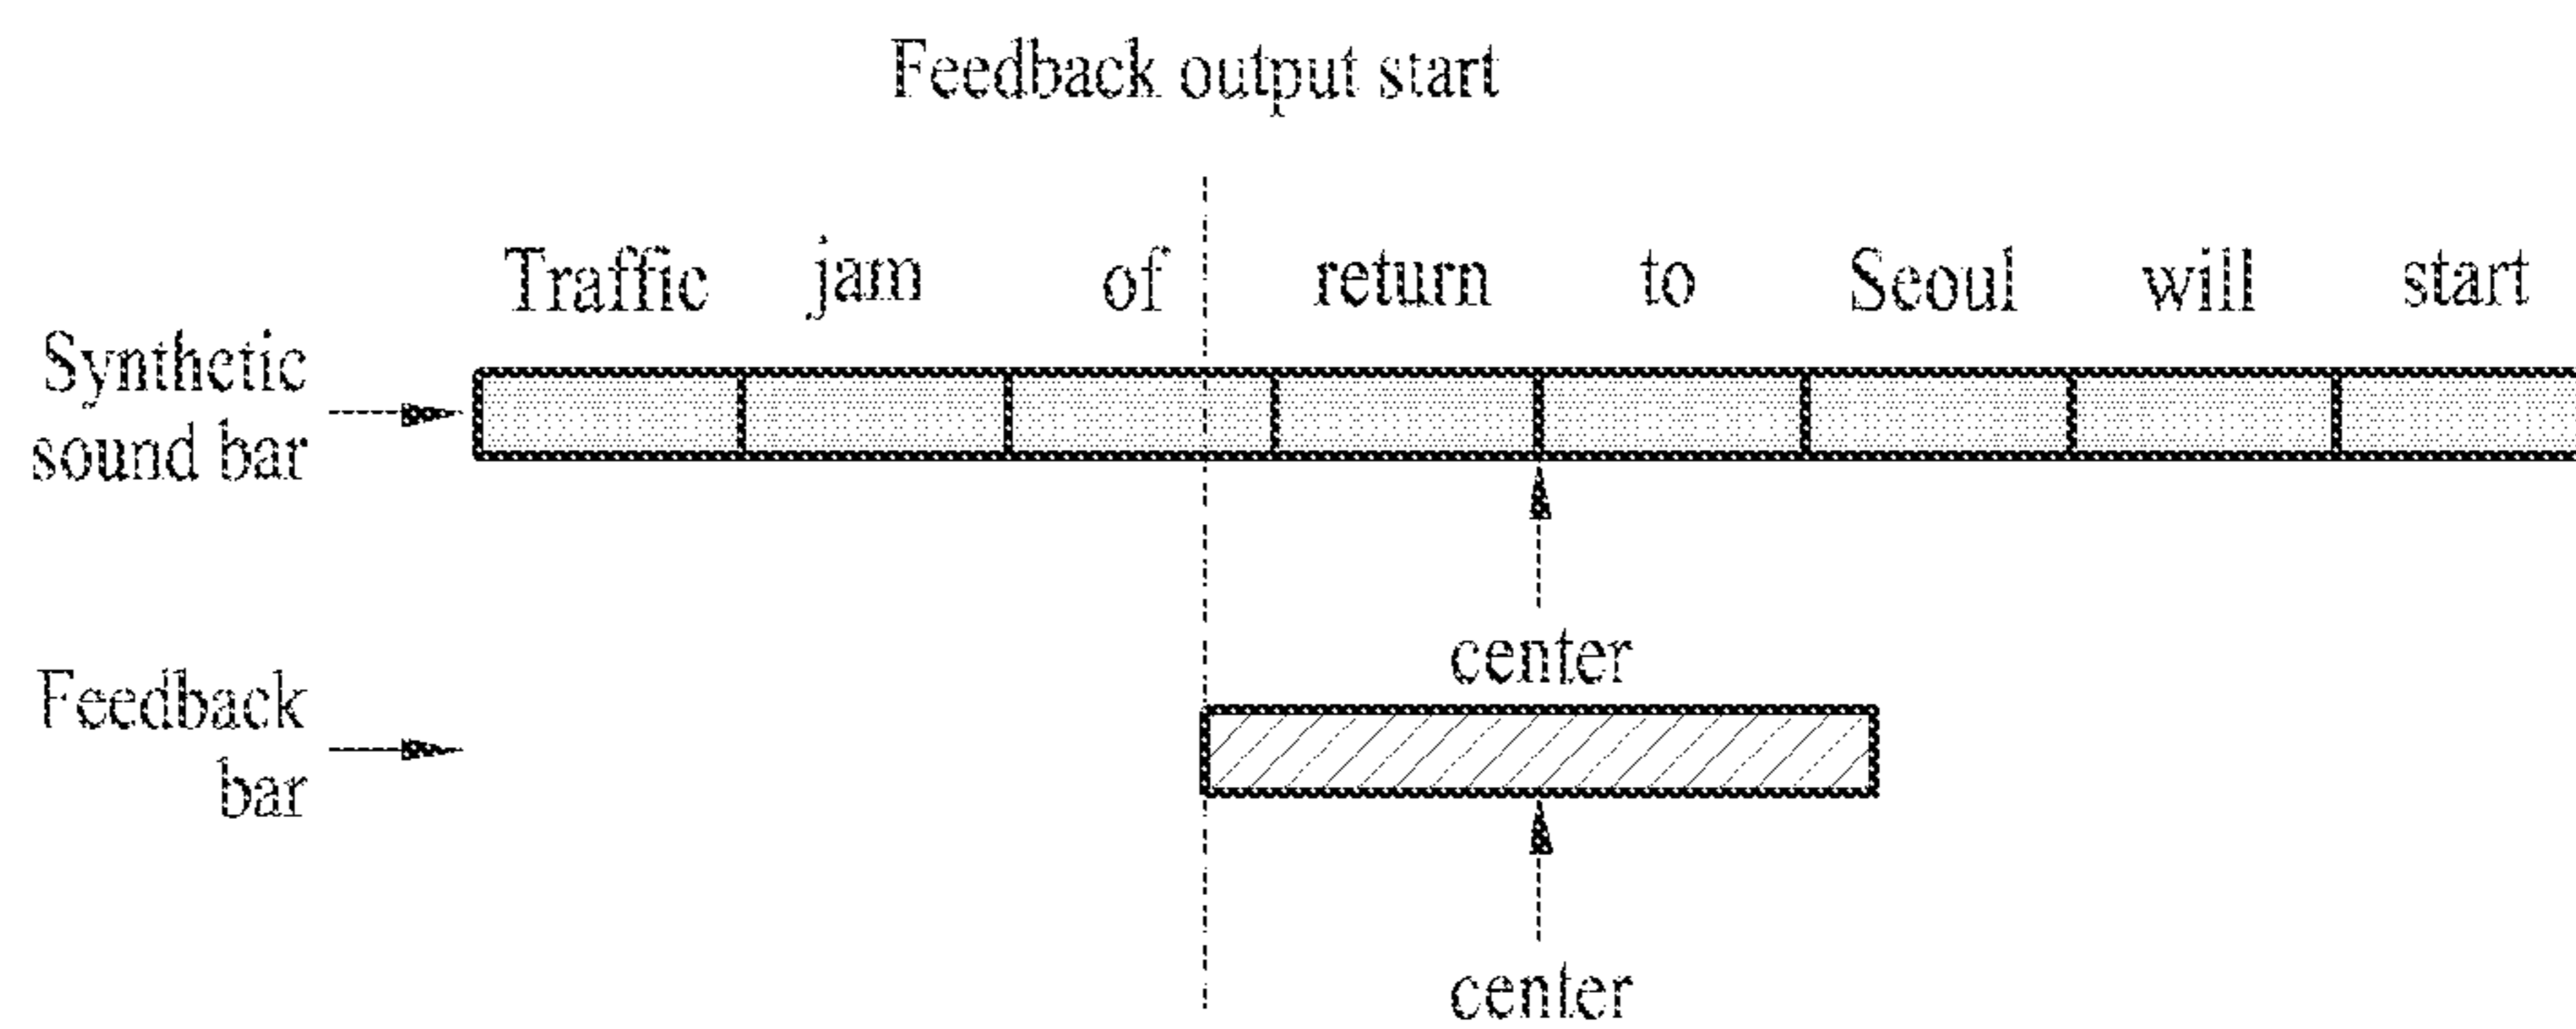 Feedback output start
Traffic jam of return to Seoul will start
Synthetic
sound bar
center
Feedback
bar
center